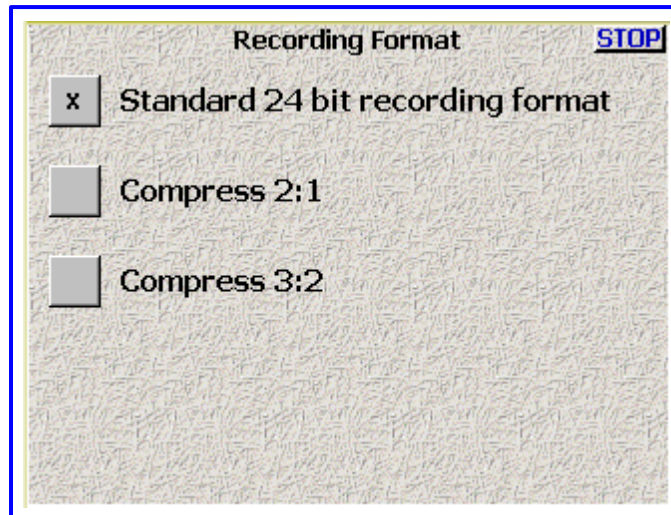 Recording Format STOP
x Standard 24 bit recording format
Compress 2:1
Compress 3:2